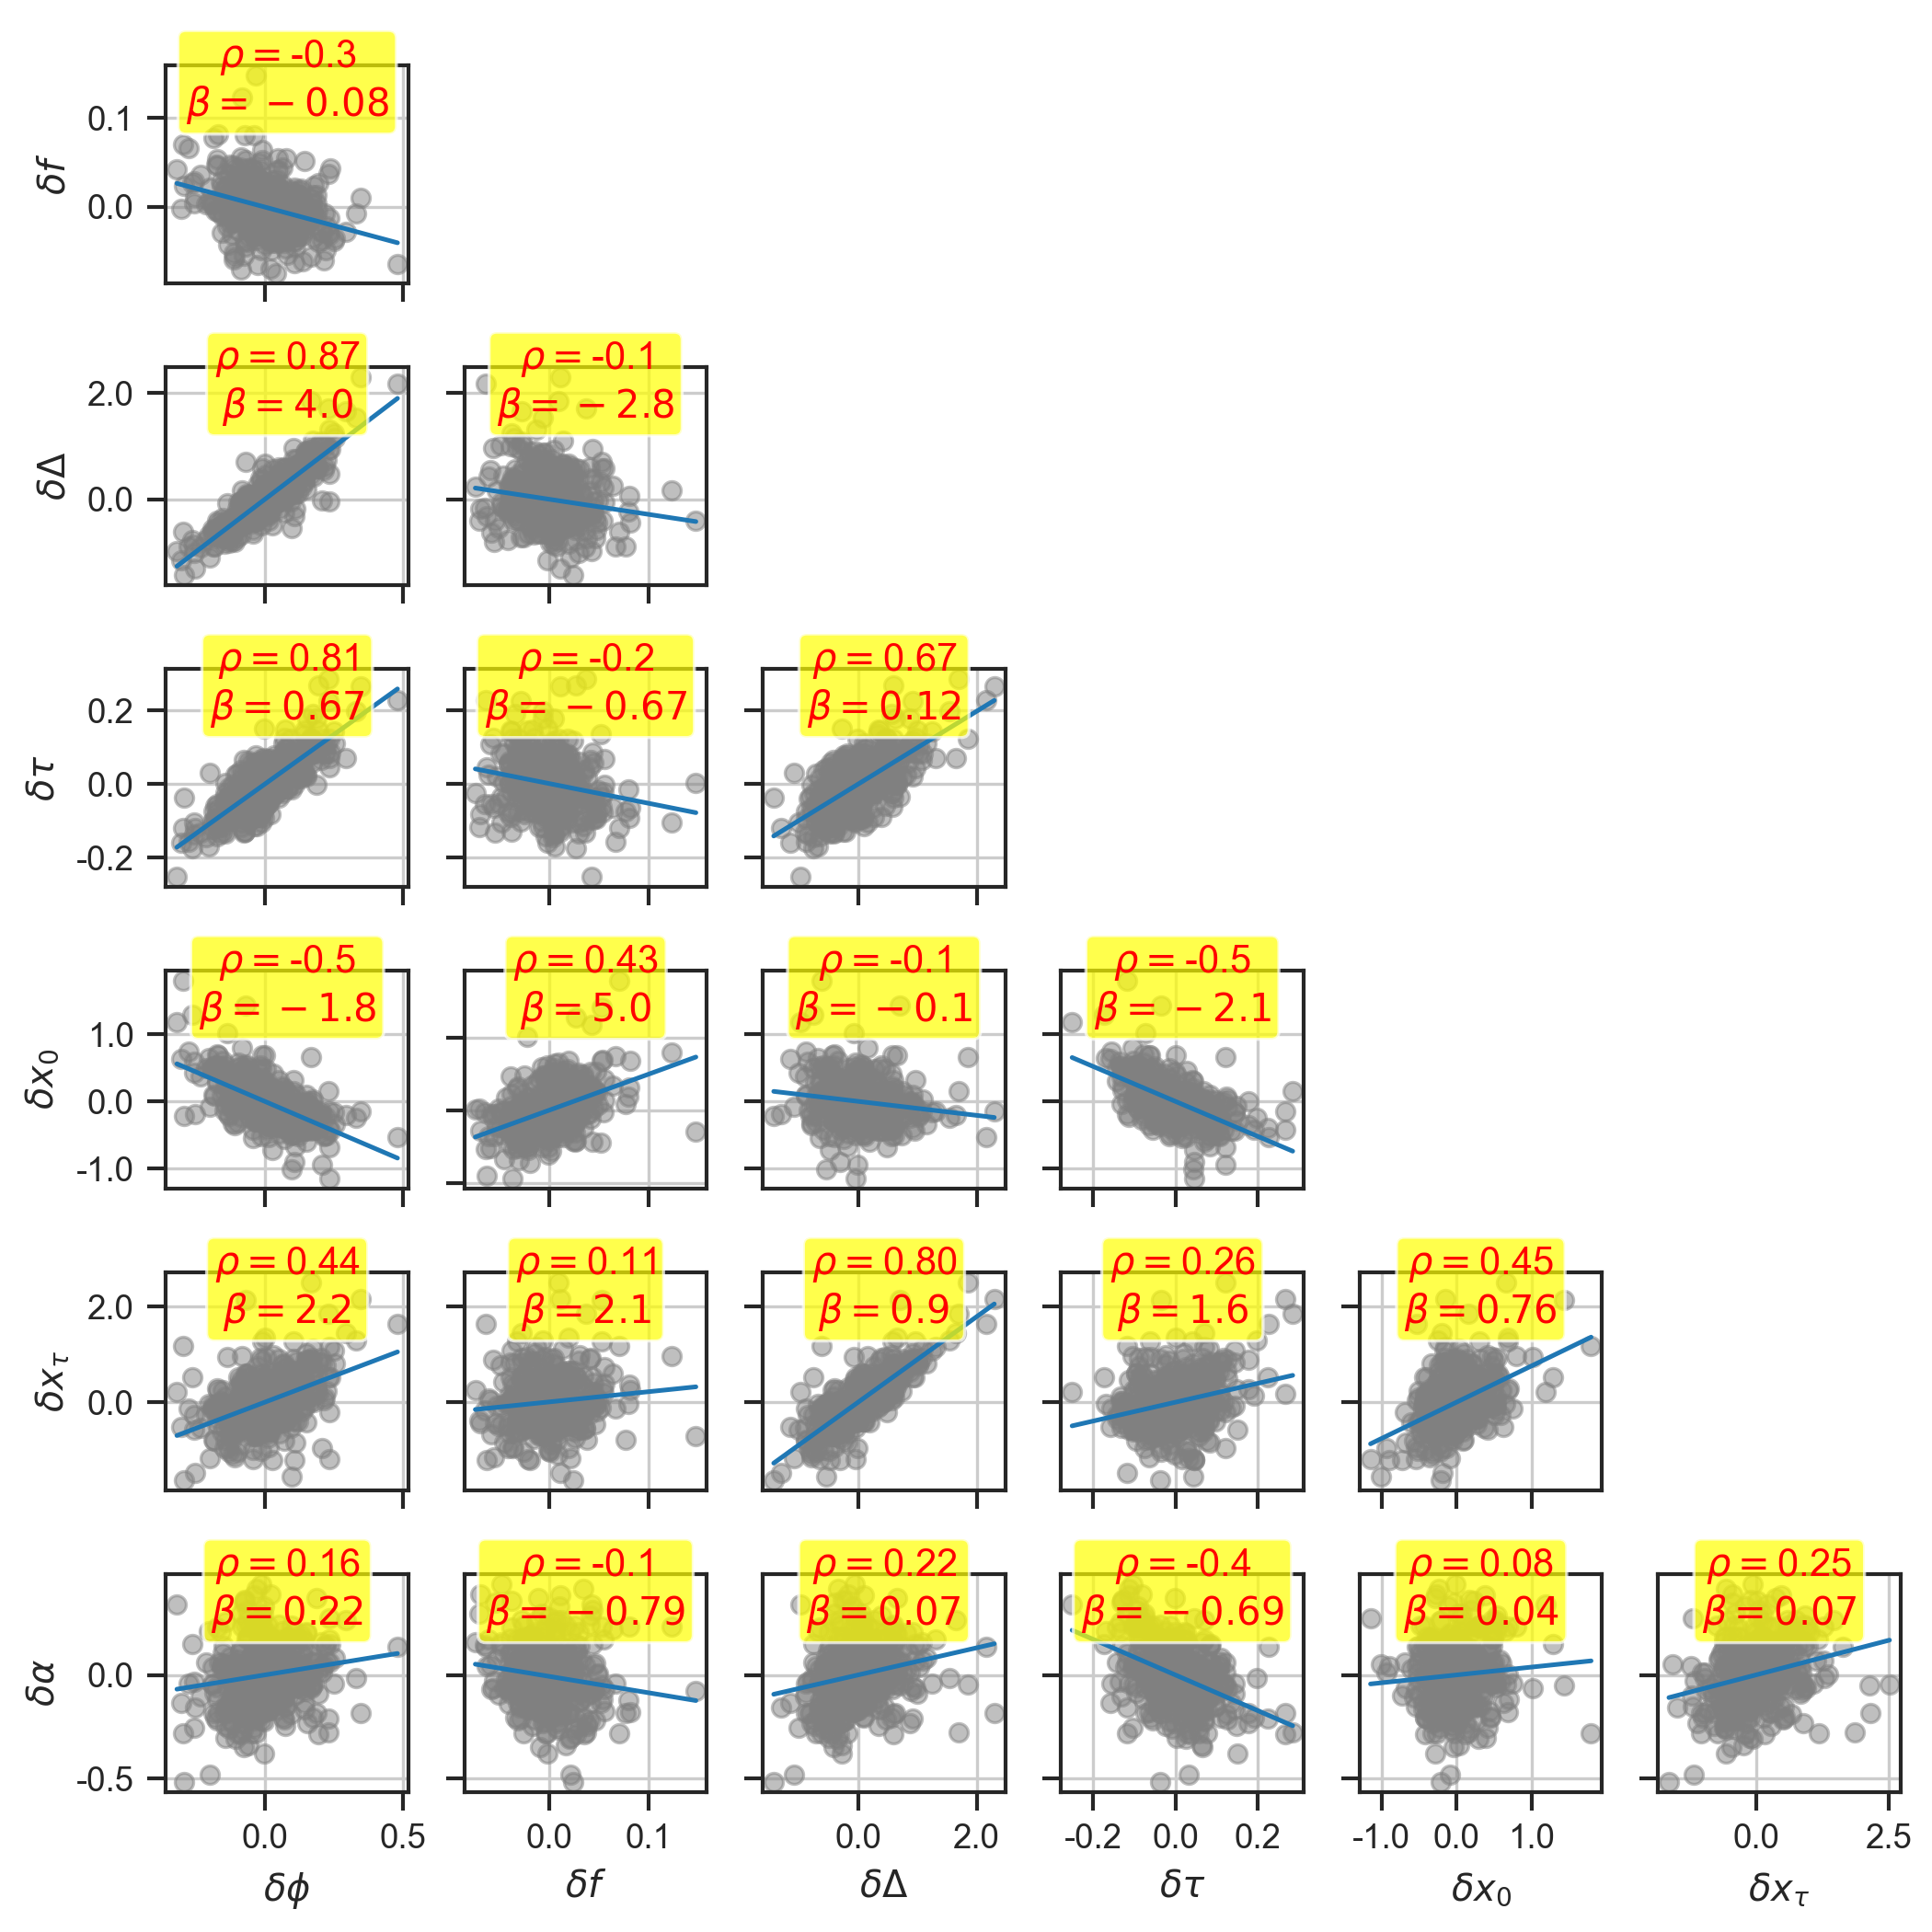 ρ = -0.3
β = −0.08
0.1
0.0
δf
ρ = 0.87
β = 4.0
ρ = -0.1
β = −2.8
2.0
0.0
δΔ
ρ = 0.81
β = 0.67
ρ = -0.2
β = −0.67
ρ = 0.67
β = 0.12
0.2
0.0
-0.2
δτ
ρ = -0.5
β = −1.8
ρ = 0.43
β = 5.0
ρ = -0.1
β = −0.1
ρ = -0.5
β = −2.1
1.0
0.0
-1.0
δx₀
ρ = 0.44
β = 2.2
ρ = 0.11
β = 2.1
ρ = 0.80
β = 0.9
ρ = 0.26
β = 1.6
ρ = 0.45
β = 0.76
2.0
0.0
δx_τ
ρ = 0.16
β = 0.22
ρ = -0.1
β = −0.79
ρ = 0.22
β = 0.07
ρ = -0.4
β = −0.69
ρ = 0.08
β = 0.04
ρ = 0.25
β = 0.07
0.0
-0.5
δα
0.0 0.5
0.0 0.1
0.0 2.0
-0.2 0.0 0.2
-1.0 0.0 1.0
0.0 2.5
δϕ
δf
δΔ
δτ
δx₀
δx_τ